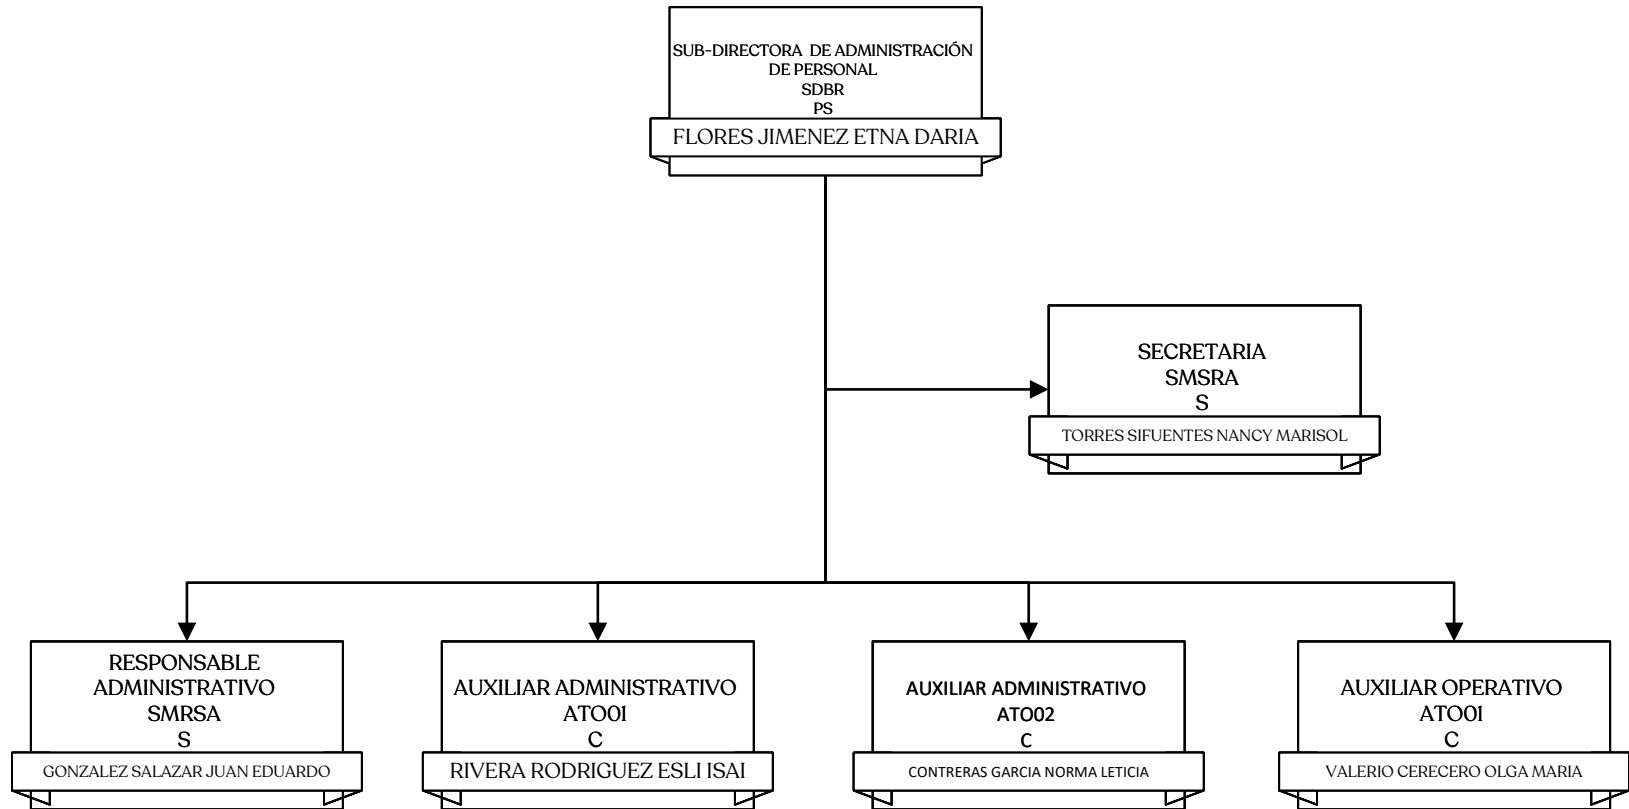 SUB-DIRECTORA DE ADMINISTRACIÓN
DE PERSONAL
SDBR
PS
FLORES JIMENEZ ETNA DARIA
SECRETARIA
SMSRA
S
TORRES SIFUENTES NANCY MARISOL
RESPONSABLE
ADMINISTRATIVO
SMRSA
S
GONZALEZ SALAZAR JUAN EDUARDO
AUXILIAR ADMINISTRATIVO
ATO01
C
RIVERA RODRIGUEZ ESLI ISAI
AUXILIAR ADMINISTRATIVO
ATO02
C
CONTRERAS GARCIA NORMA LETICIA
AUXILIAR OPERATIVO
ATO01
C
VALERIO CERECERO OLGA MARIA